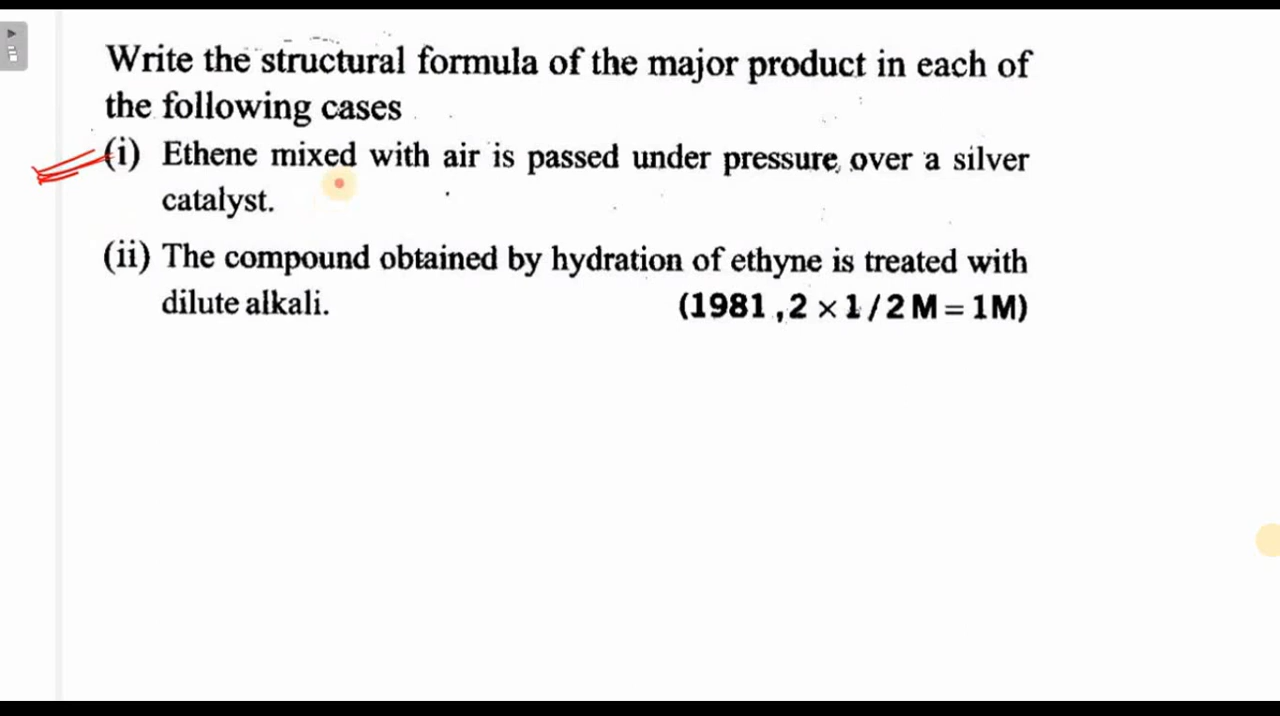 Write the structural formula of the major product in each of
the following cases
(i) Ethene mixed with air is passed under pressure, over a silver
catalyst.
(ii) The compound obtained by hydration of ethyne is treated with
dilute alkali. (1981 ,2 × 1/2 M = 1M)